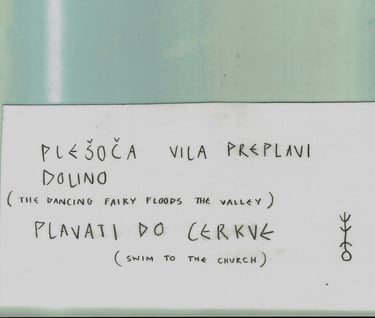 PLEŠOČA VILA PREPLAVI
DOLINO
(THE DANCING FAIRY FLOODS THE VALLEY)
PLAVATI DO CERKVE
(SWIM TO THE CHURCH)